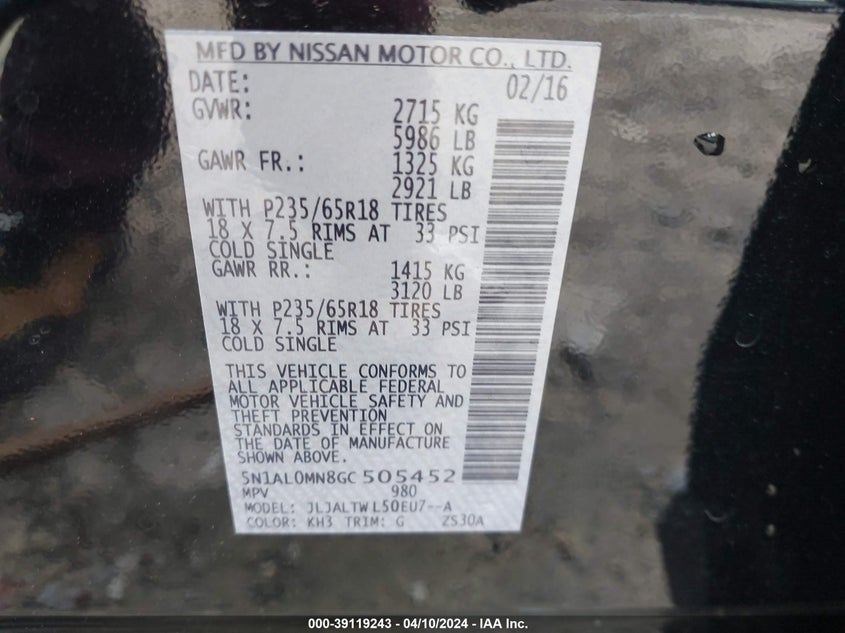 MFD BY NISSAN MOTOR CO., LTD.
DATE: 02/16
GVWR: 2715 KG
5986 LB
GAWR FR.: 1325 KG
2921 LB
WITH P235/65R18 TIRES
18 X 7.5 RIMS AT 33 PSI
COLD SINGLE
GAWR RR.: 1415 KG
3120 LB
WITH P235/65R18 TIRES
18 X 7.5 RIMS AT 33 PSI
COLD SINGLE
THIS VEHICLE CONFORMS TO
ALL APPLICABLE FEDERAL
MOTOR VEHICLE SAFETY AND
THEFT PREVENTION
STANDARDS IN EFFECT ON
THE DATE OF MANUFACTURE
SHOWN ABOVE.
5N1AL0MN8GC505452
MPV 980
MODEL: JLJALTWL50EU7--A
COLOR: KH3 TRIM: G ZS30A
000-39119243 - 04/10/2024 - IAA Inc.